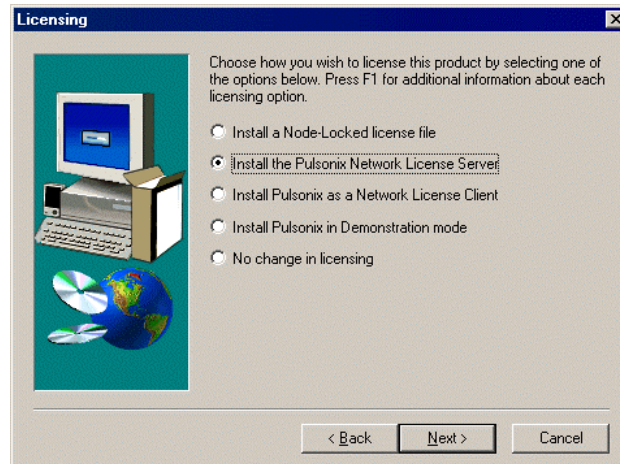 Licensing
Choose how you wish to license this product by selecting one of
the options below. Press F1 for additional information about each
licensing option.
Install a Node-Locked license file
Install the Pulsonix Network License Server
Install Pulsonix as a Network License Client
Install Pulsonix in Demonstration mode
No change in licensing
< Back
Next >
Cancel